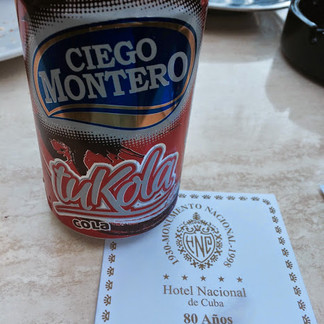 CIEGO
MONTERO
tuKola
COLA
1930 · MONUMENTO NACIONAL · 1998
HNC
Hotel Nacional
de Cuba
80 Años